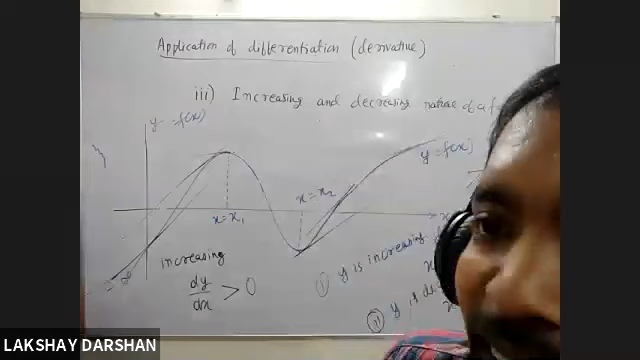 Application of differentiation (derivative)
iii) Increasing and decreasing nature of a f
y = f(x)
y = f(x)
x = x₂
x = x₁
increasing
dy/dx > 0
i) y is increasing
ii) y is
LAKSHAY DARSHAN